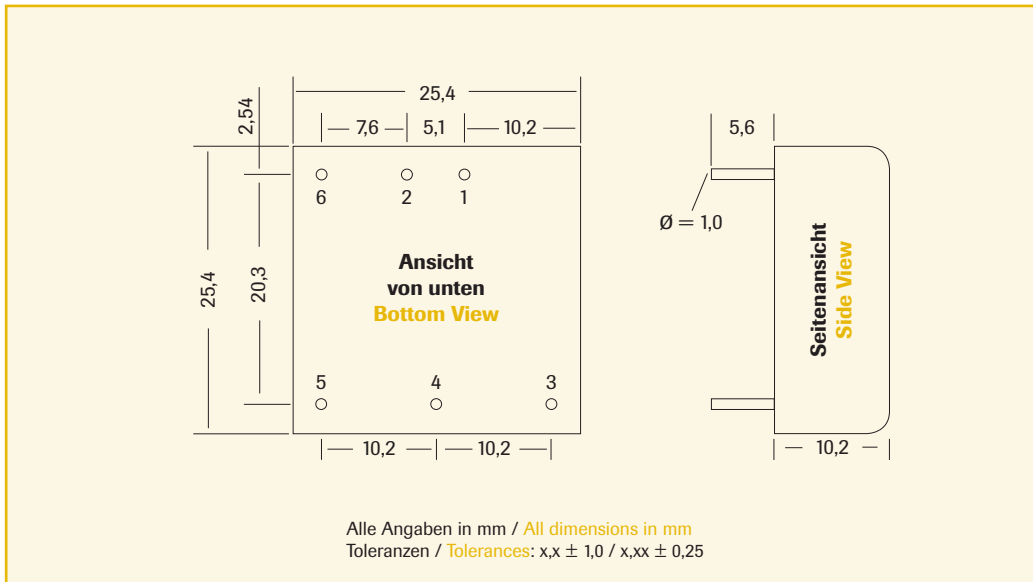 25,4
2,54
7,6
5,1
10,2
5,6
6
2
1
Ø = 1,0
Ansicht
von unten
Bottom View
25,4
20,3
Seitenansicht
Side View
5
4
3
10,2
10,2
10,2
Alle Angaben in mm / All dimensions in mm
Toleranzen / Tolerances: x,x ± 1,0 / x,xx ± 0,25